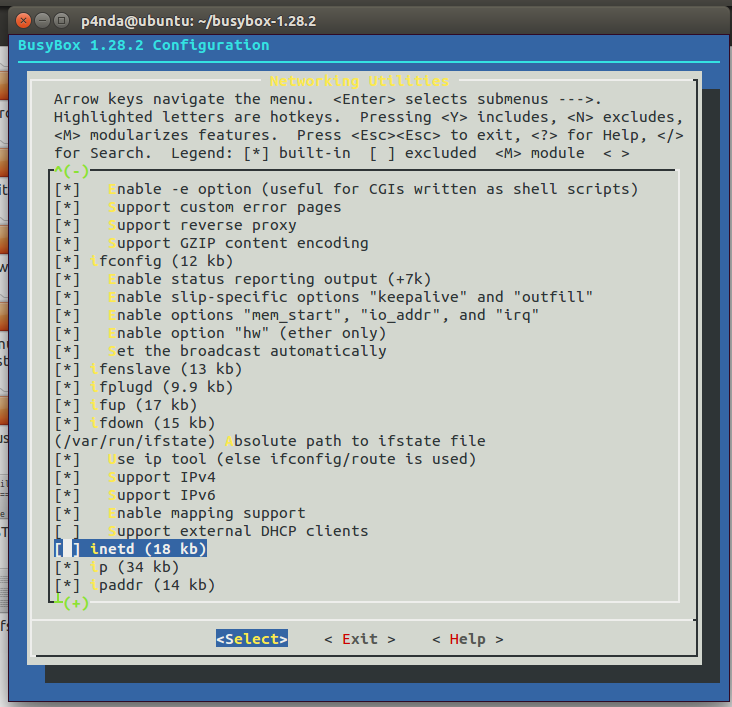 p4nda@ubuntu: ~/busybox-1.28.2
BusyBox 1.28.2 Configuration
Networking Utilities
Arrow keys navigate the menu.  <Enter> selects submenus --->.
Highlighted letters are hotkeys.  Pressing <Y> includes, <N> excludes,
<M> modularizes features.  Press <Esc><Esc> to exit, <?> for Help, </>
for Search.  Legend: [*] built-in  [ ] excluded  <M> module  < >
^(-)
[*]   Enable -e option (useful for CGIs written as shell scripts)
[*]   Support custom error pages
[*]   Support reverse proxy
[*]   Support GZIP content encoding
[*] ifconfig (12 kb)
[*]   Enable status reporting output (+7k)
[*]   Enable slip-specific options "keepalive" and "outfill"
[*]   Enable options "mem_start", "io_addr", and "irq"
[*]   Enable option "hw" (ether only)
[*]   Set the broadcast automatically
[*] ifenslave (13 kb)
[*] ifplugd (9.9 kb)
[*] ifup (17 kb)
[*] ifdown (15 kb)
(/var/run/ifstate) Absolute path to ifstate file
[*]   Use ip tool (else ifconfig/route is used)
[*]   Support IPv4
[*]   Support IPv6
[*]   Enable mapping support
[ ]   Support external DHCP clients
[ ] inetd (18 kb)
[*] ip (34 kb)
[*] ipaddr (14 kb)
┴(+)
<Select>    < Exit >    < Help >